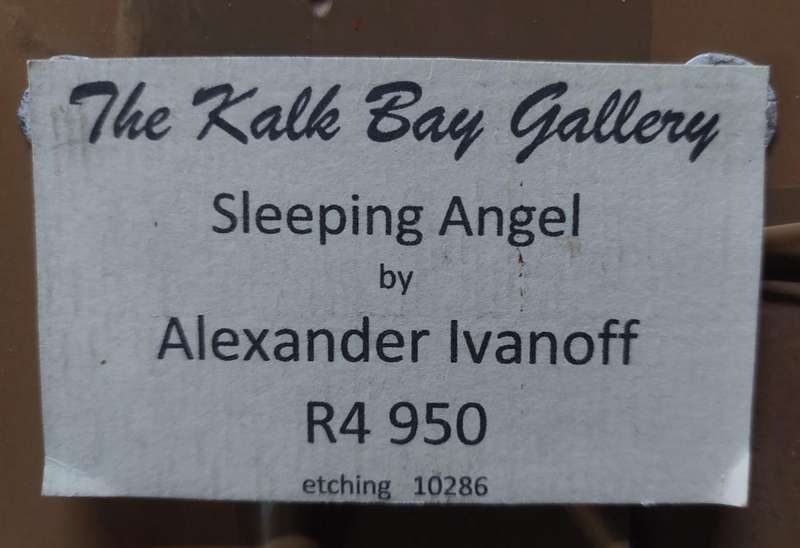 The Kalk Bay Gallery
Sleeping Angel
by
Alexander Ivanoff
R4 950
etching 10286